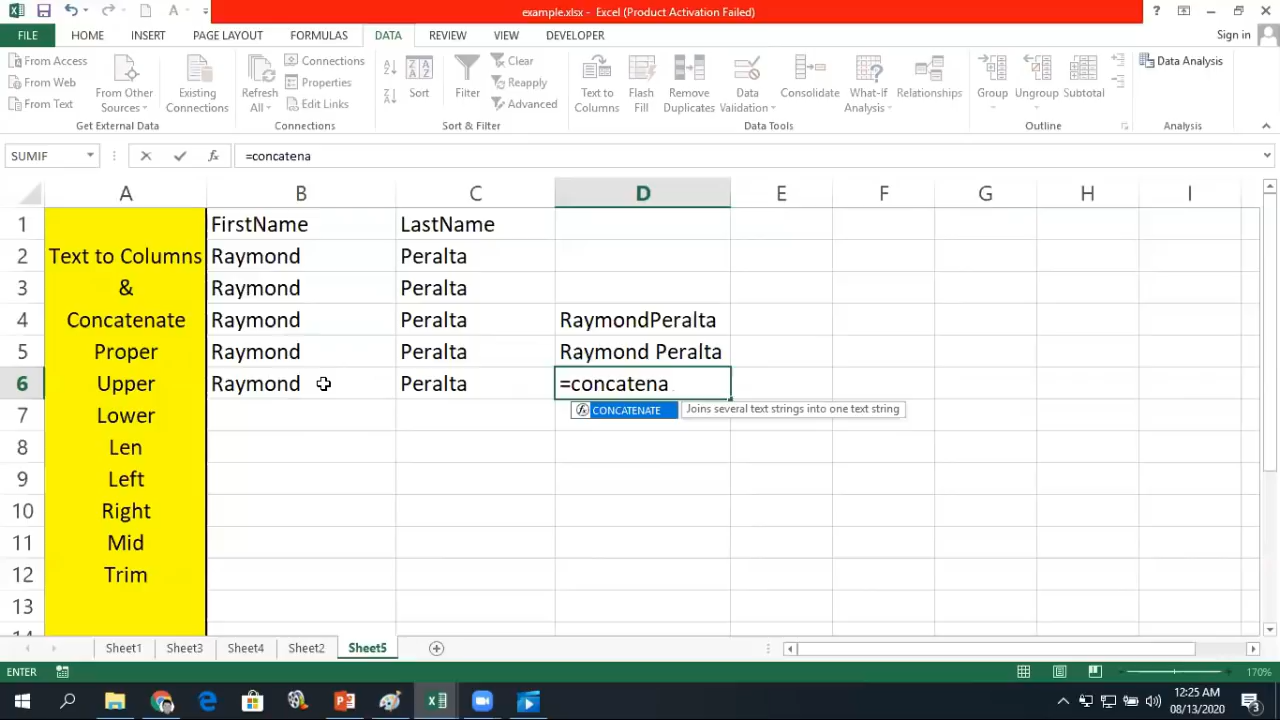 example.xlsx - Excel (Product Activation Failed)
FILE HOME INSERT PAGE LAYOUT FORMULAS DATA REVIEW VIEW DEVELOPER Sign in
From Access
From Web
From Text
From Other Sources
Existing Connections
Get External Data
Refresh All
Connections
Properties
Edit Links
Connections
Sort
Filter
Clear
Reapply
Advanced
Sort & Filter
Text to Columns
Flash Fill
Remove Duplicates
Data Validation
Consolidate
What-If Analysis
Relationships
Data Tools
Group
Ungroup
Subtotal
Outline
Data Analysis
Analysis
SUMIF =concatena
A B C D E F G H I
1 FirstName LastName
2 Text to Columns Raymond Peralta
3 & Raymond Peralta
4 Concatenate Raymond Peralta RaymondPeralta
5 Proper Raymond Peralta Raymond Peralta
6 Upper Raymond Peralta =concatena
CONCATENATE Joins several text strings into one text string
7 Lower
8 Len
9 Left
10 Right
11 Mid
12 Trim
13
14
Sheet1 Sheet3 Sheet4 Sheet2 Sheet5
ENTER 170%
12:25 AM
08/13/2020
3